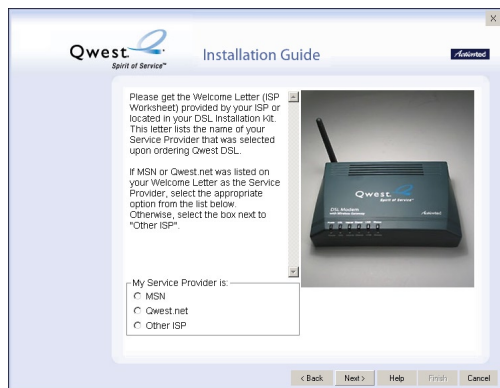 X
Qwest
Spirit of Service™
Installation Guide
Actiontec
Please get the Welcome Letter (ISP
Worksheet) provided by your ISP or
located in your DSL Installation Kit.
This letter lists the name of your
Service Provider that was selected
upon ordering Qwest DSL.
If MSN or Qwest.net was listed on
your Welcome Letter as the Service
Provider, select the appropriate
option from the list below.
Otherwise, select the box next to
"Other ISP".
Qwest
Spirit of Service
DSL Modem
with Wireless Gateway
Actiontec
My Service Provider is:
MSN
Qwest.net
Other ISP
< Back
Next >
Help
Finish
Cancel